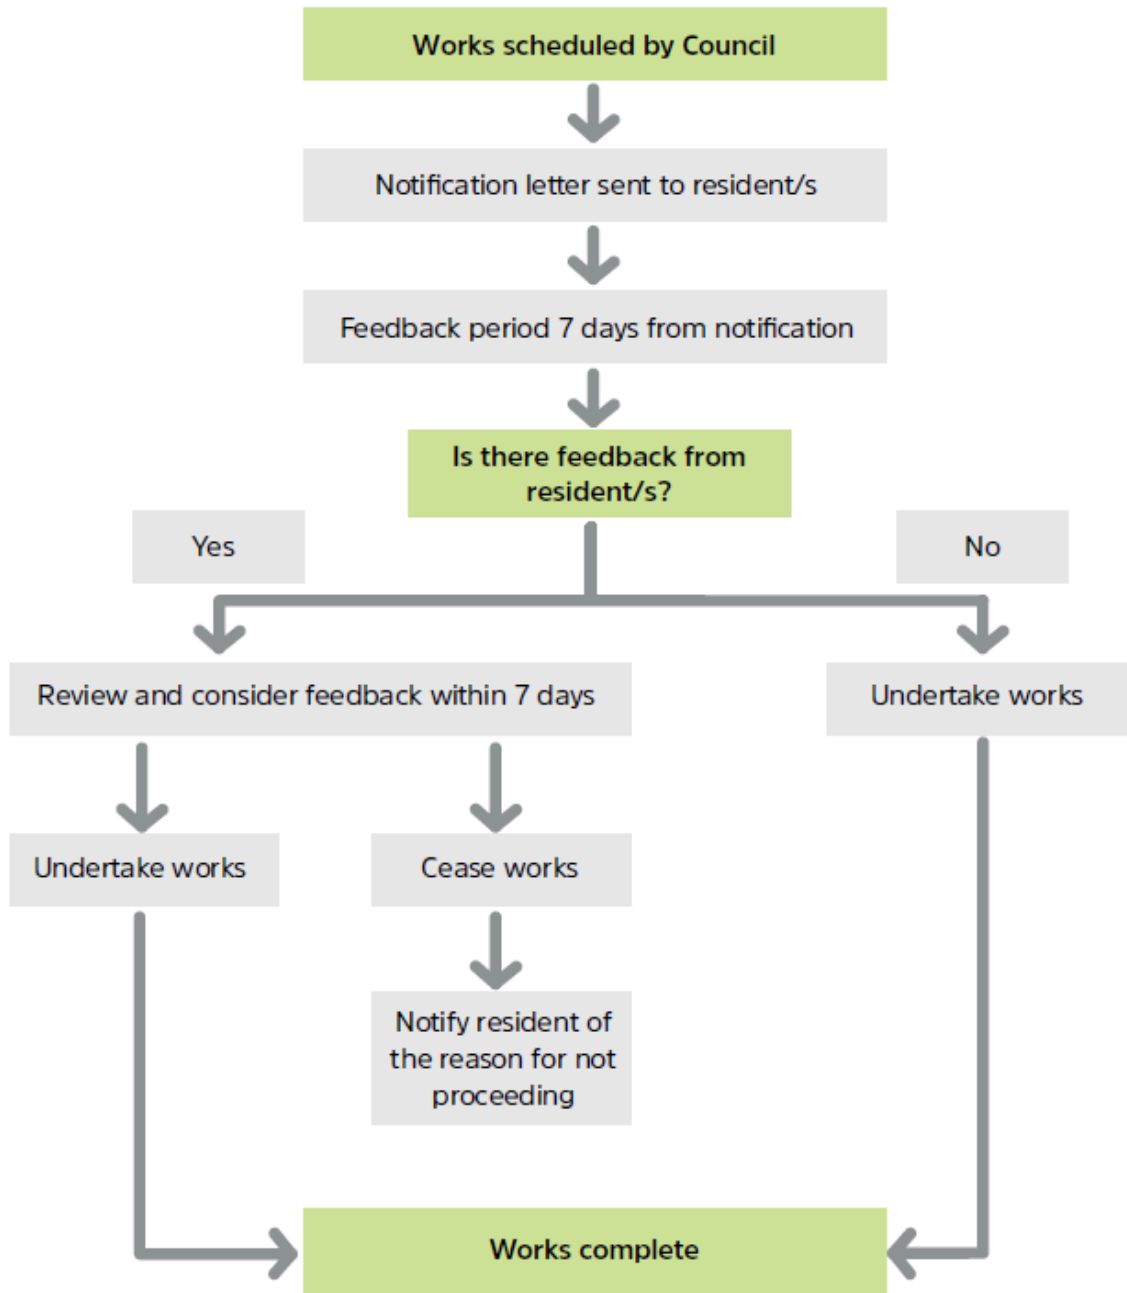 Works scheduled by Council
Notification letter sent to resident/s
Feedback period 7 days from notification
Is there feedback from
resident/s?
Yes
No
Review and consider feedback within 7 days
Undertake works
Undertake works
Cease works
Notify resident of
the reason for not
proceeding
Works complete